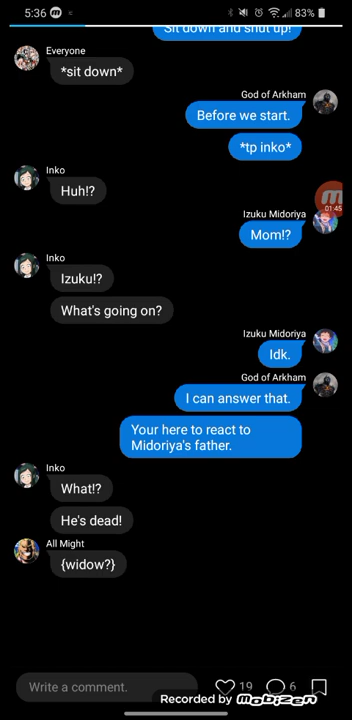 5:36
83%
Sit down and shut up!
Everyone
*sit down*
God of Arkham
Before we start.
*tp inko*
Inko
Huh!?
01:45
Izuku Midoriya
Mom!?
Inko
Izuku!?
What's going on?
Izuku Midoriya
Idk.
God of Arkham
I can answer that.
Your here to react to
Midoriya's father.
Inko
What!?
He's dead!
All Might
{widow?}
Write a comment.
19
6
Recorded by mobizen